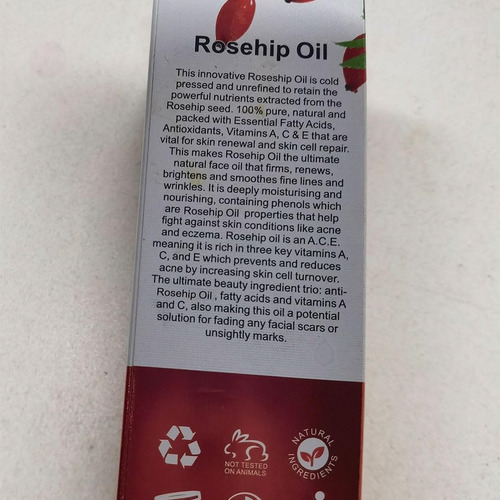 Rosehip Oil
This innovative Roseship Oil is cold
pressed and unrefined to retain the
powerful nutrients extracted from the
Rosehip seed. 100% pure, natural and
packed with Essential Fatty Acids,
Antioxidants, Vitamins A, C & E that are
vital for skin renewal and skin cell repair.
This makes Rosehip Oil the ultimate
natural face oil that firms, renews,
brightens and smoothes fine lines and
wrinkles. It is deeply moisturising and
nourishing, containing phenols which
are Rosehip Oil properties that help
fight against skin conditions like acne
and eczema. Rosehip oil is an A.C.E.
meaning it is rich in three key vitamins A,
C, and E which prevents and reduces
acne by increasing skin cell turnover.
The ultimate beauty ingredient trio: anti-
Rosehip Oil , fatty acids and vitamins A
and C, also making this oil a potential
solution for fading any facial scars or
unsightly marks.
NOT TESTED
ON ANIMALS
NATURAL
INGREDIENTS